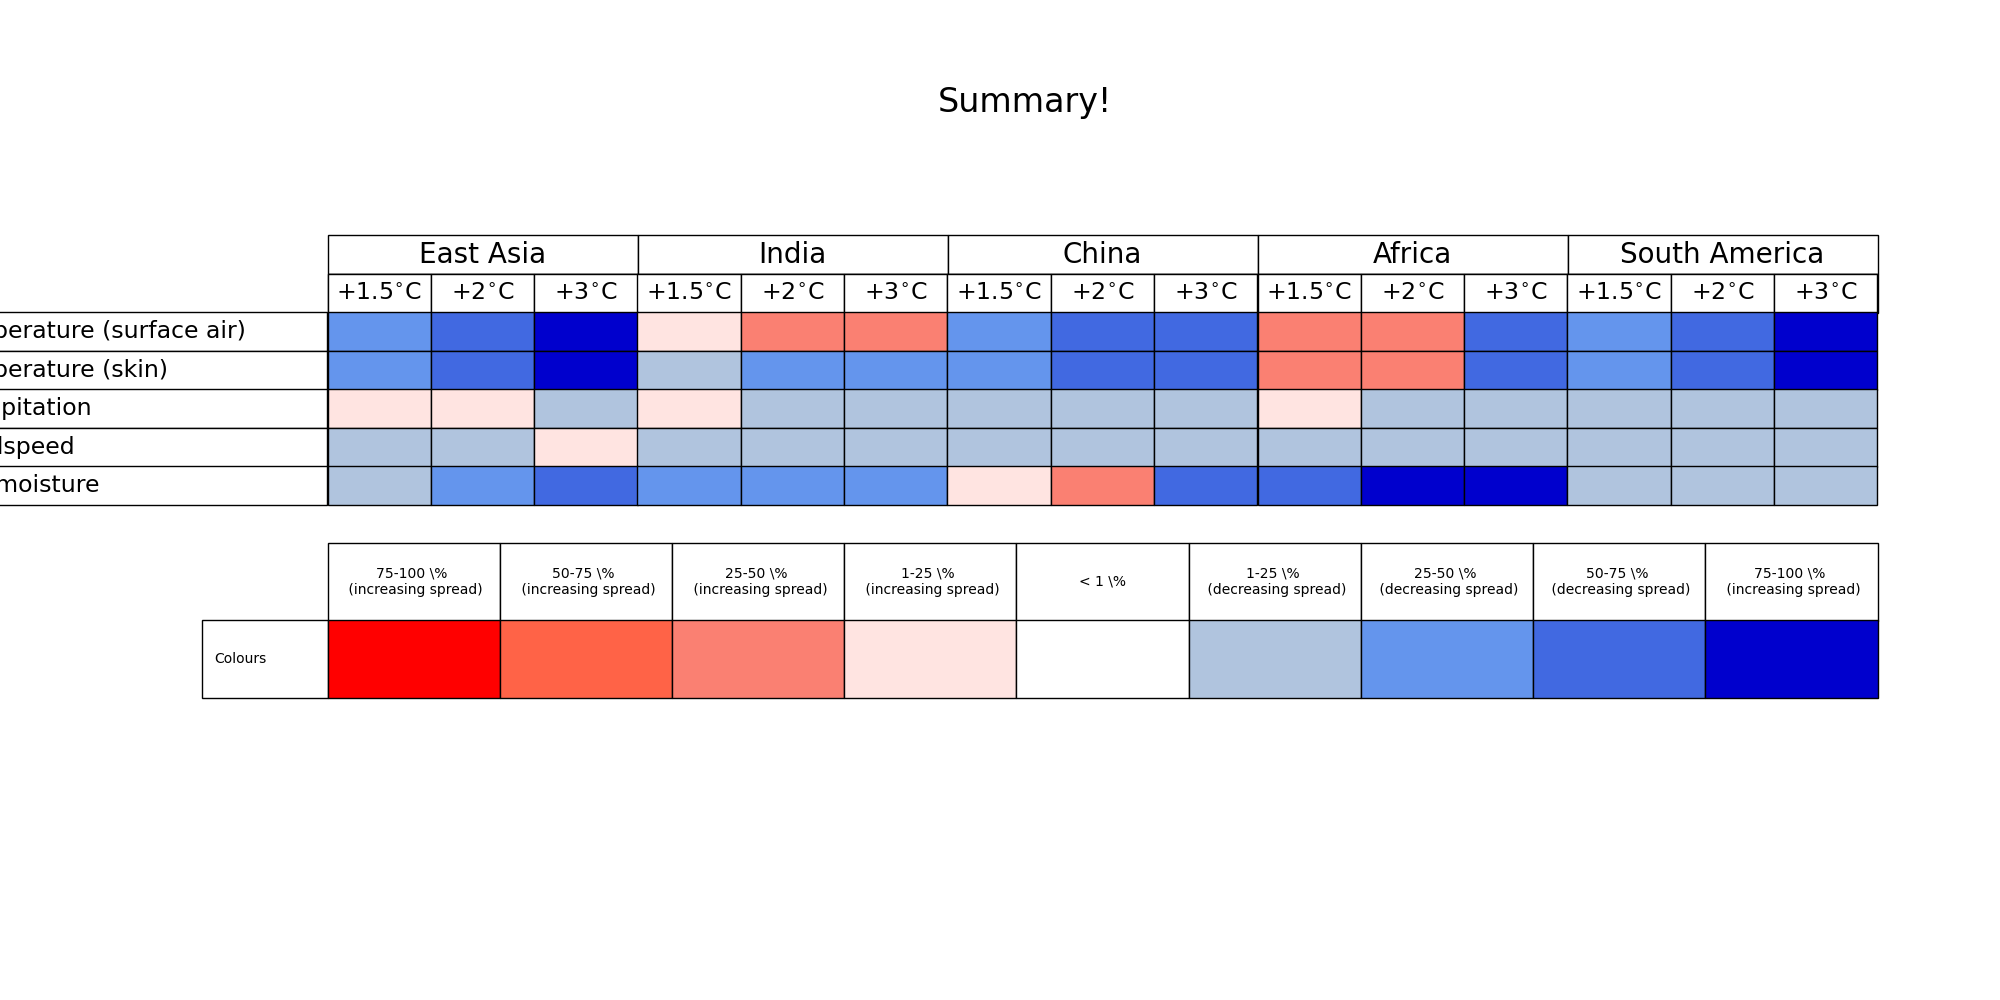 Summary!
East Asia India China Africa South America
+1.5°C +2°C +3°C +1.5°C +2°C +3°C +1.5°C +2°C +3°C +1.5°C +2°C +3°C +1.5°C +2°C +3°C
perature (surface air)
perature (skin)
pitation
lspeed
moisture
75-100 \% 50-75 \% 25-50 \% 1-25 \% < 1 \% 1-25 \% 25-50 \% 50-75 \% 75-100 \%
(increasing spread) (increasing spread) (increasing spread) (increasing spread) (decreasing spread) (decreasing spread) (decreasing spread) (increasing spread)
Colours